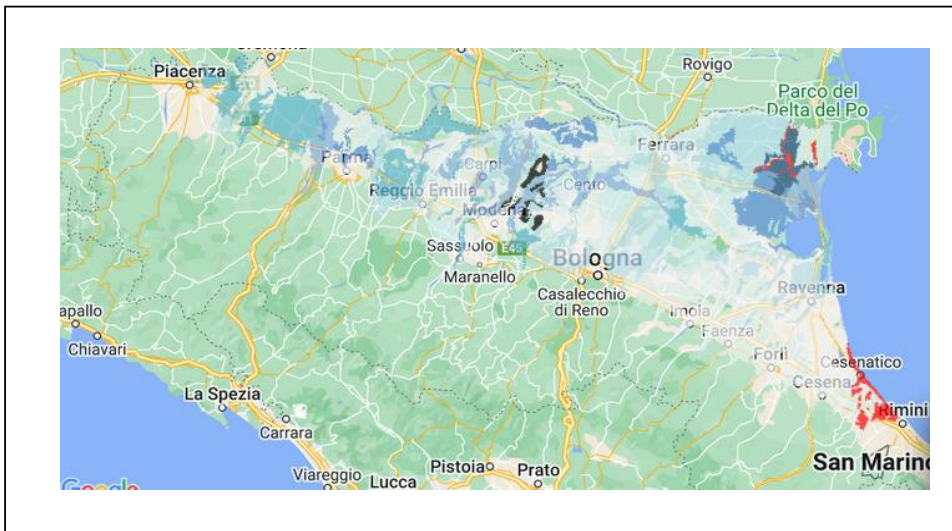 Cremona
Piacenza
Rovigo
Parco del
Delta del Po
Parma
Carpi
Ferrara
Reggio Emilia
Cento
Modena
Sassuolo
E45
Bologna
Maranello
Casalecchio
di Reno
Ravenna
Imola
Faenza
apallo
Chiavari
Forlì
Cesenatico
Cesena
La Spezia
Rimini
Carrara
San Marino
Pistoia
Prato
Viareggio
Lucca
Google